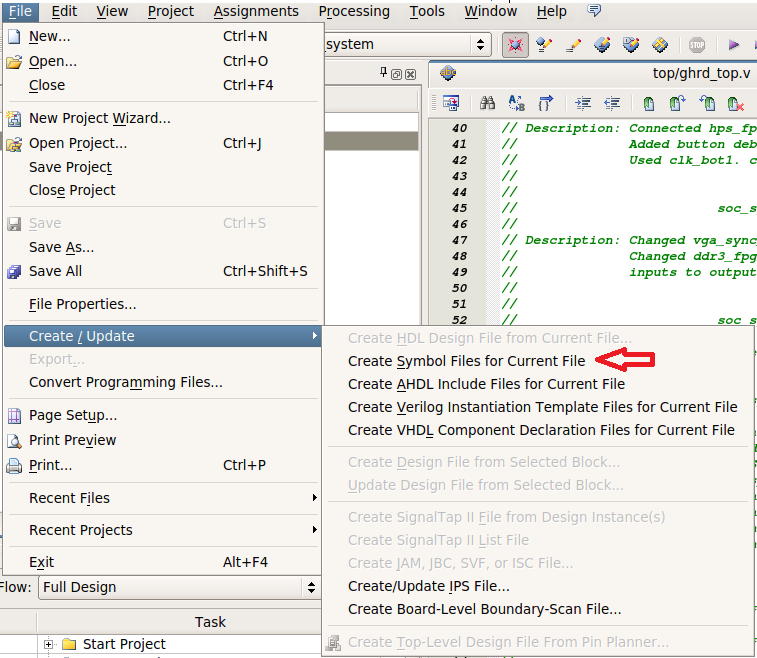 File Edit View Project Assignments Processing Tools Window Help
New... Ctrl+N
Open... Ctrl+O
Close Ctrl+F4
New Project Wizard...
Open Project... Ctrl+J
Save Project
Close Project
Save Ctrl+S
Save As...
Save All Ctrl+Shift+S
File Properties...
Create / Update
Export...
Convert Programming Files...
Page Setup...
Print Preview
Print... Ctrl+P
Recent Files
Recent Projects
Exit Alt+F4
Flow: Full Design
Task
Start Project
system
STOP
top/ghrd_top.v
40 // Description: Connected hps_fp
41 // Added button deb
42 // Used clk_bot1. c
43 //
44 //
45 // soc_s
46 //
47 // Description: Changed vga_sync
48 // Changed ddr3_fpg
49 // inputs to output
50 //
51 //
52 // soc s
Create HDL Design File from Current File...
Create Symbol Files for Current File
Create AHDL Include Files for Current File
Create Verilog Instantiation Template Files for Current File
Create VHDL Component Declaration Files for Current File
Create Design File from Selected Block...
Update Design File from Selected Block...
Create SignalTap II File from Design Instance(s)
Create SignalTap II List File
Create JAM, JBC, SVF, or ISC File...
Create/Update IPS File...
Create Board-Level Boundary-Scan File...
Create Top-Level Design File From Pin Planner...